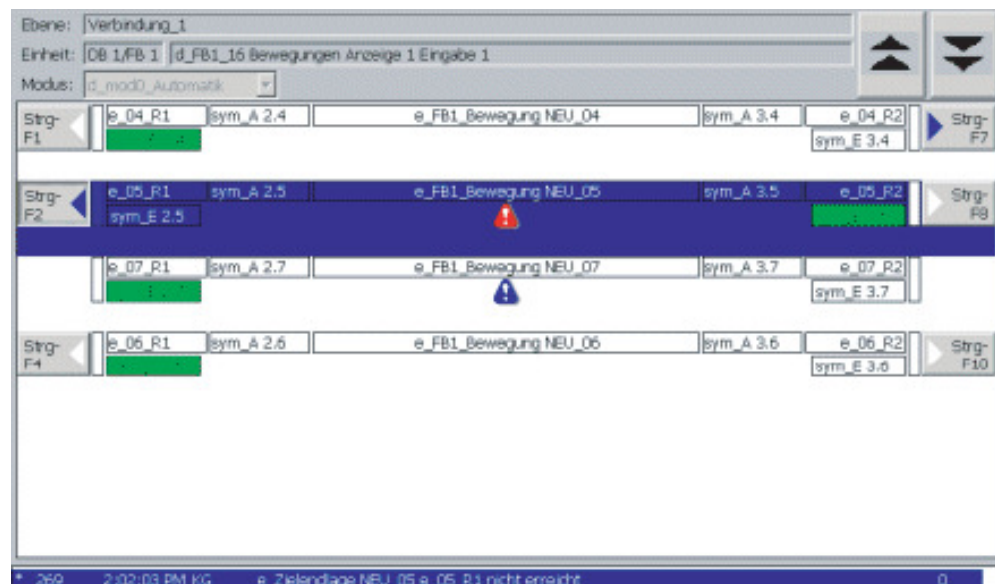 Ebene: Verbindung_1
Einheit: DB 1/FB 1 d_FB1_16 Bewegungen Anzeige 1 Eingabe 1
Modus: d_mod0_Automatik
Strg-F1 e_04_R1 sym_A 2.4 e_FB1_Bewegung NEU_04 sym_A 3.4 e_04_R2 Strg-F7
sym_E 3.4
Strg-F2 e_05_R1 sym_A 2.5 e_FB1_Bewegung NEU_05 sym_A 3.5 e_05_R2 Strg-F8
sym_E 2.5
e_07_R1 sym_A 2.7 e_FB1_Bewegung NEU_07 sym_A 3.7 e_07_R2
sym_E 3.7
Strg-F4 e_06_R1 sym_A 2.6 e_FB1_Bewegung NEU_06 sym_A 3.6 e_06_R2 Strg-F10
sym_E 3.6
* 269 2:02:03 PM KG e_Zielendlage NEU_05 e_05_R1 nicht erreicht 0